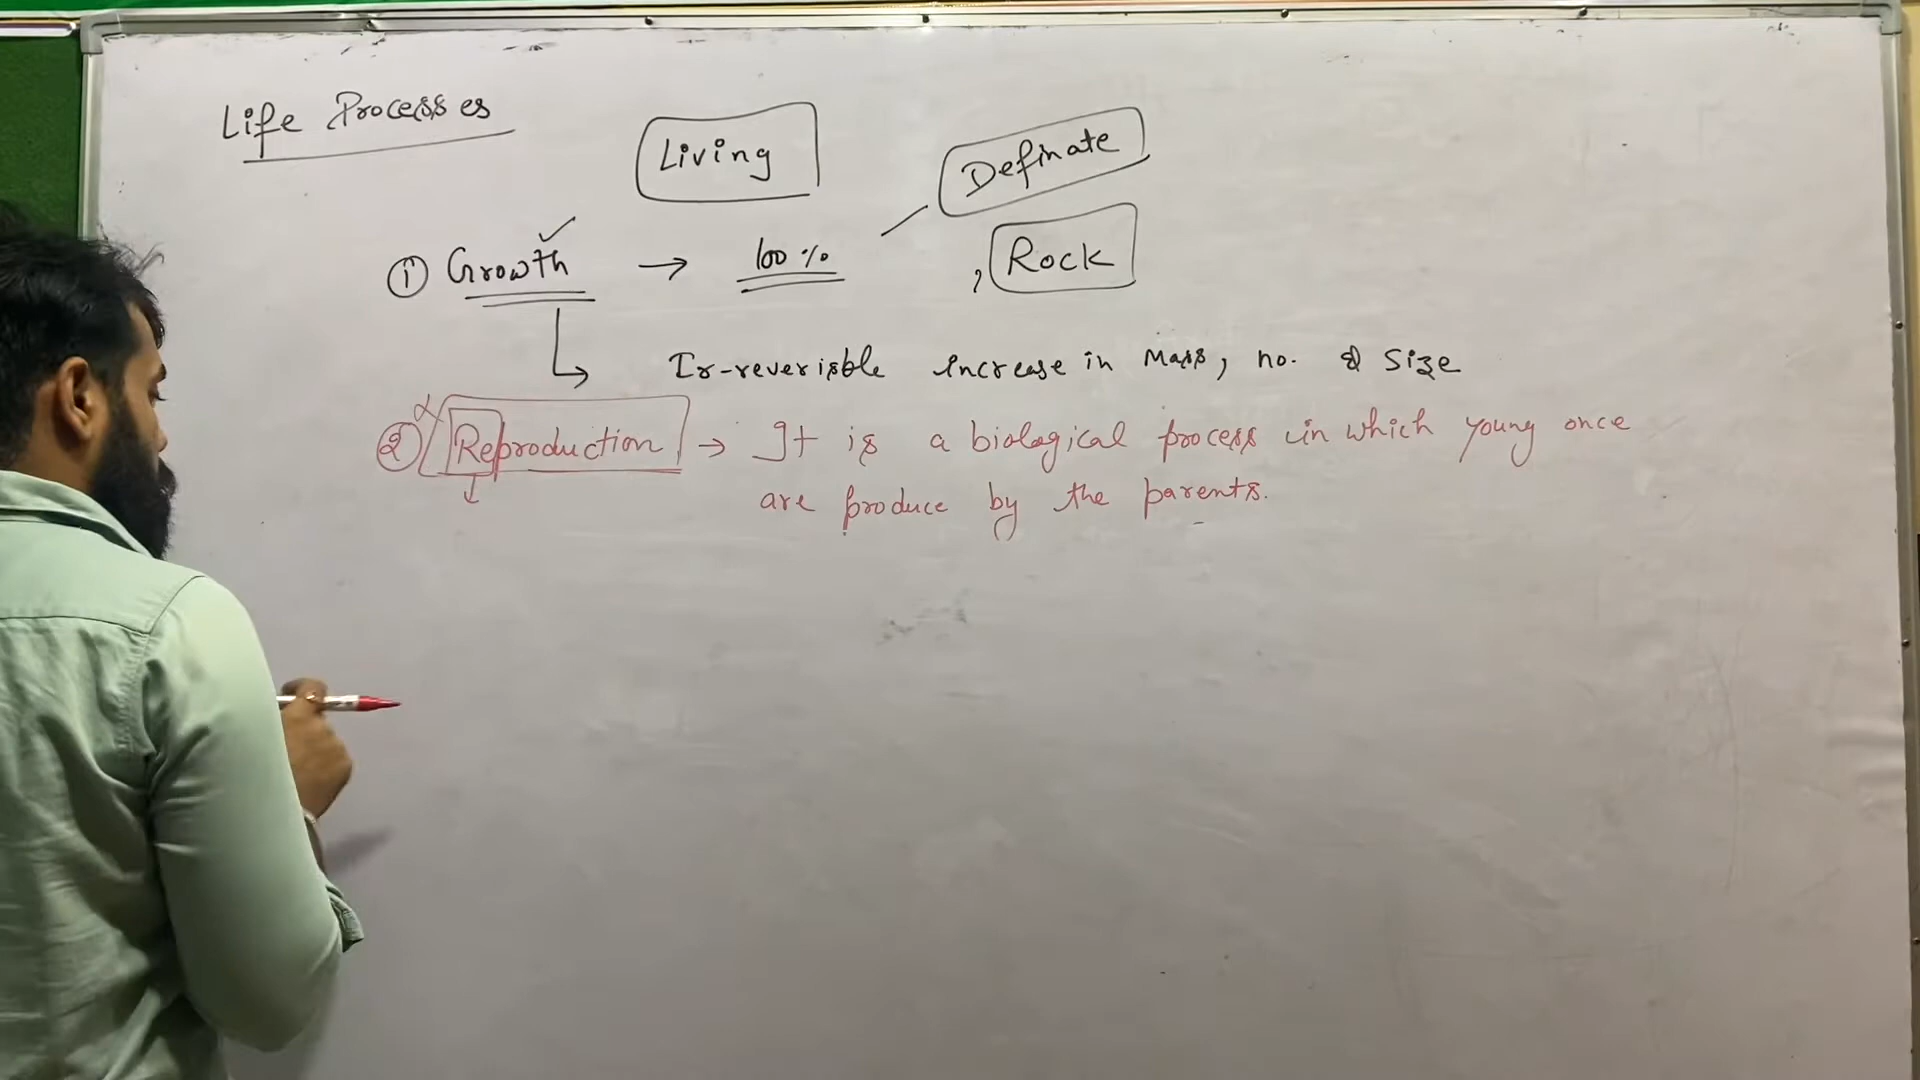 Life Processes
Living
Definate
① Growth ✓ → 100 %
, Rock
Ir-reverisble increase in Mass, no. & Size
② Reproduction → It is a biological process in which young once
are produce by the parents.